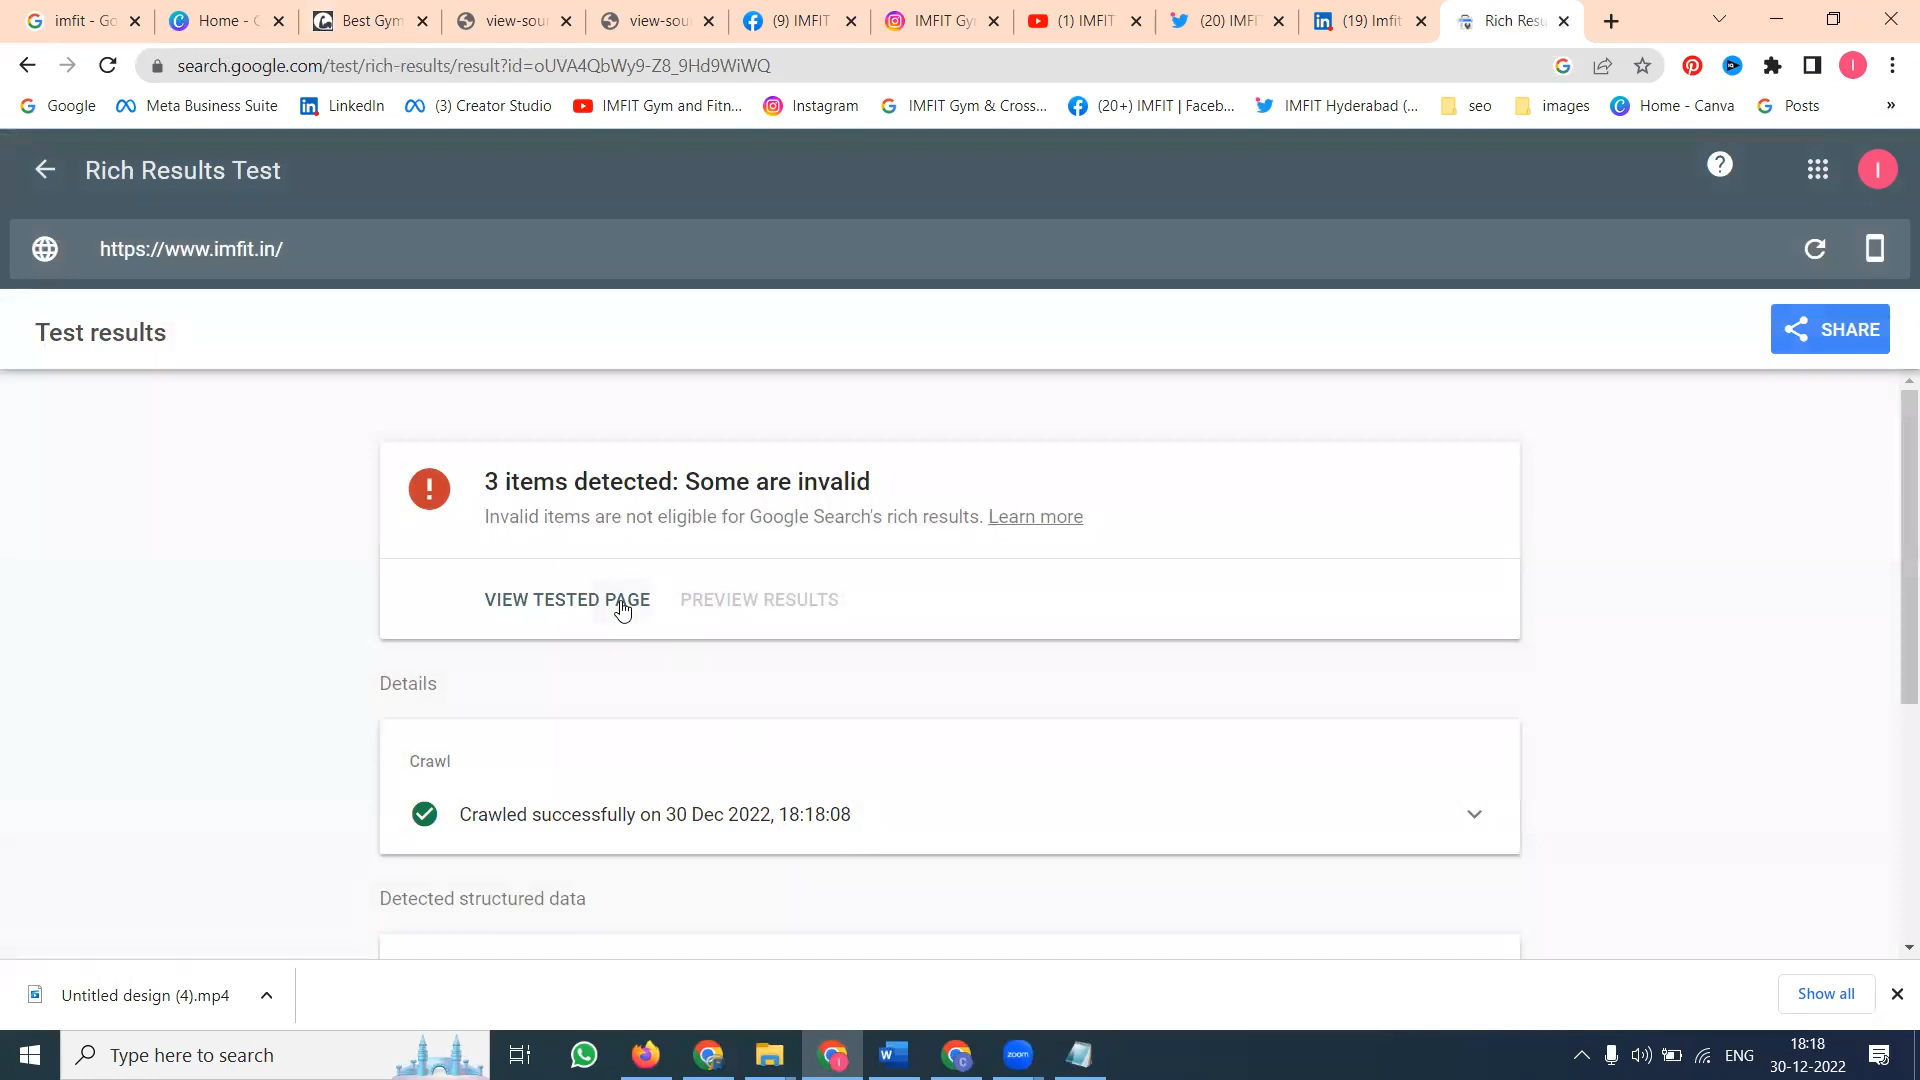 imfit - Go
Home - C
Best Gym
view-sour
view-sou
(9) IMFIT
IMFIT Gy
(1) IMFIT
(20) IMFI
(19) Imfit
Rich Resu
search.google.com/test/rich-results/result?id=oUVA4QbWy9-Z8_9Hd9WiWQ
Google
Meta Business Suite
LinkedIn
(3) Creator Studio
IMFIT Gym and Fitn...
Instagram
IMFIT Gym & Cross...
(20+) IMFIT | Faceb...
IMFIT Hyderabad (...
seo
images
Home - Canva
Posts
»
Rich Results Test
https://www.imfit.in/
Test results
SHARE
3 items detected: Some are invalid
Invalid items are not eligible for Google Search's rich results. Learn more
VIEW TESTED PAGE
PREVIEW RESULTS
Details
Crawl
Crawled successfully on 30 Dec 2022, 18:18:08
Detected structured data
Untitled design (4).mp4
Show all
Type here to search
zoom
ENG
18:18
30-12-2022